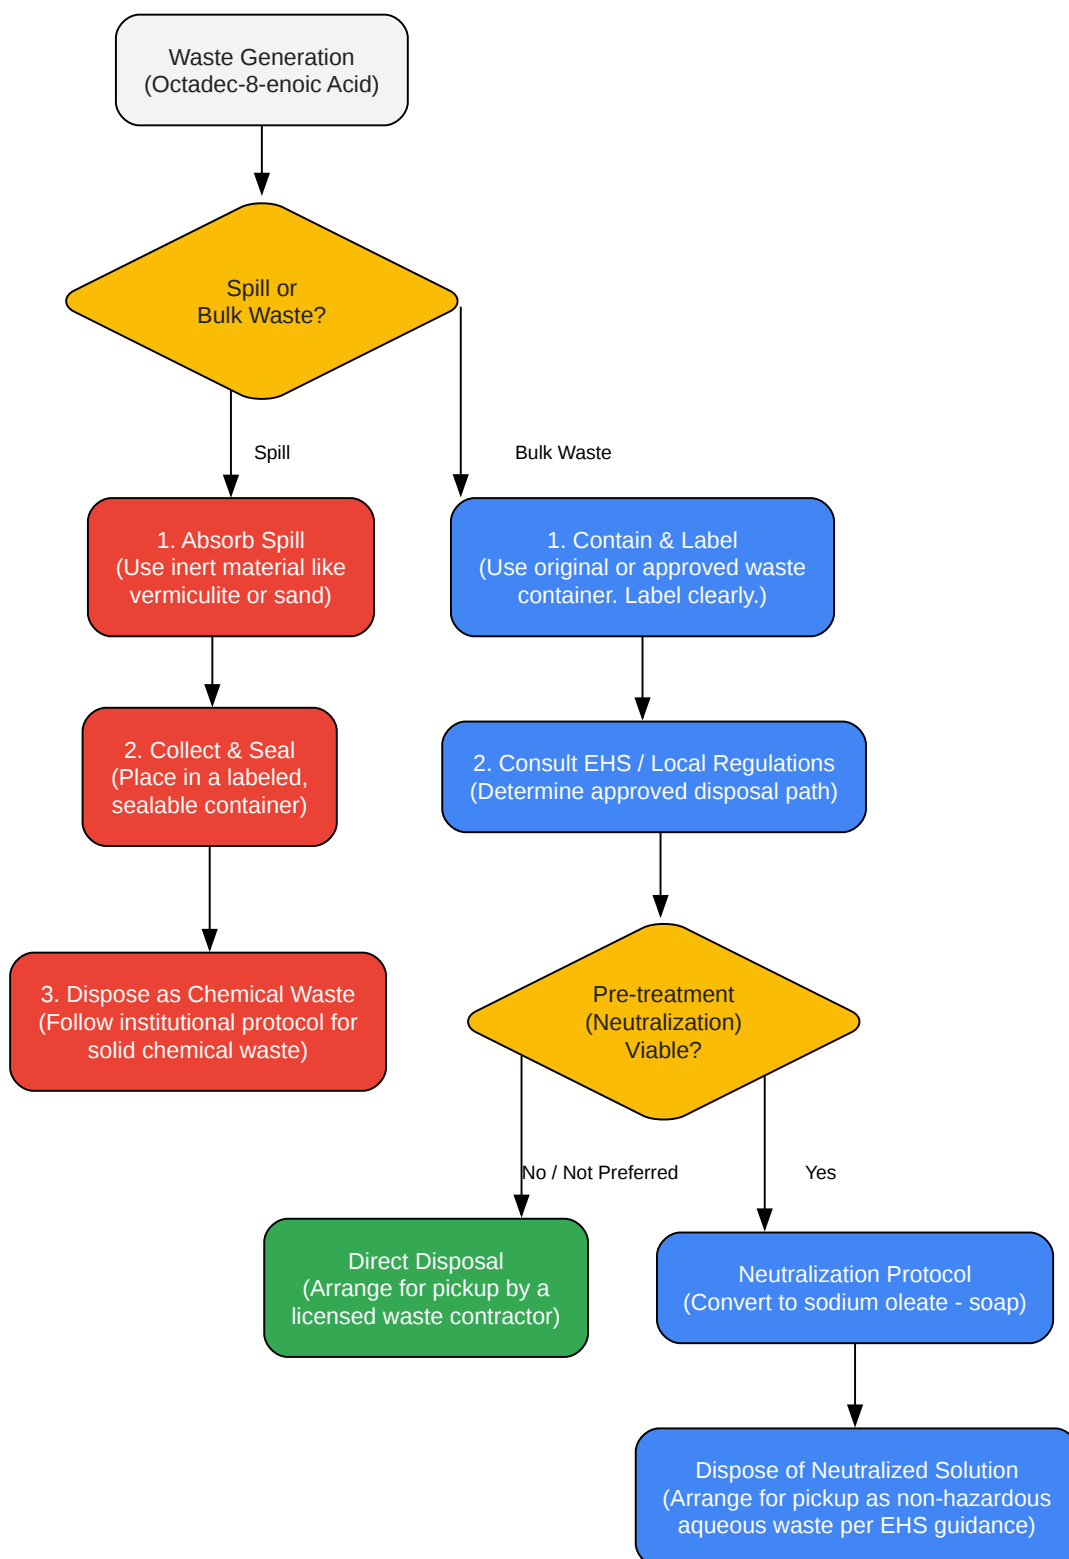 Waste Generation
(Octadec-8-enoic Acid)
Spill or
Bulk Waste?
Spill
Bulk Waste
1. Absorb Spill
(Use inert material like
vermiculite or sand)
1. Contain & Label
(Use original or approved waste
container. Label clearly.)
2. Collect & Seal
(Place in a labeled,
sealable container)
2. Consult EHS / Local Regulations
(Determine approved disposal path)
3. Dispose as Chemical Waste
(Follow institutional protocol for
solid chemical waste)
Pre-treatment
(Neutralization)
Viable?
No / Not Preferred
Yes
Direct Disposal
(Arrange for pickup by a
licensed waste contractor)
Neutralization Protocol
(Convert to sodium oleate - soap)
Dispose of Neutralized Solution
(Arrange for pickup as non-hazardous
aqueous waste per EHS guidance)